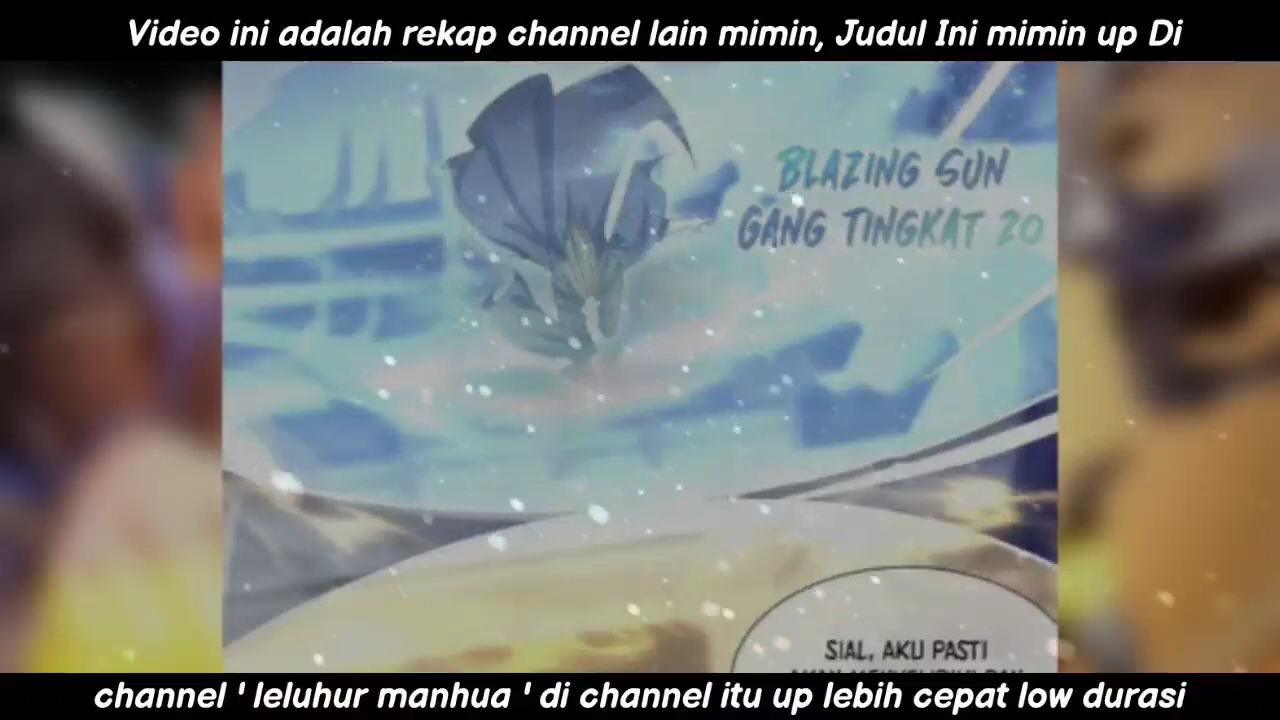 Video ini adalah rekap channel lain mimin, Judul Ini mimin up Di
BLAZING SUN
GANG TINGKAT 20
SIAL, AKU PASTI
channel ' leluhur manhua ' di channel itu up lebih cepat low durasi